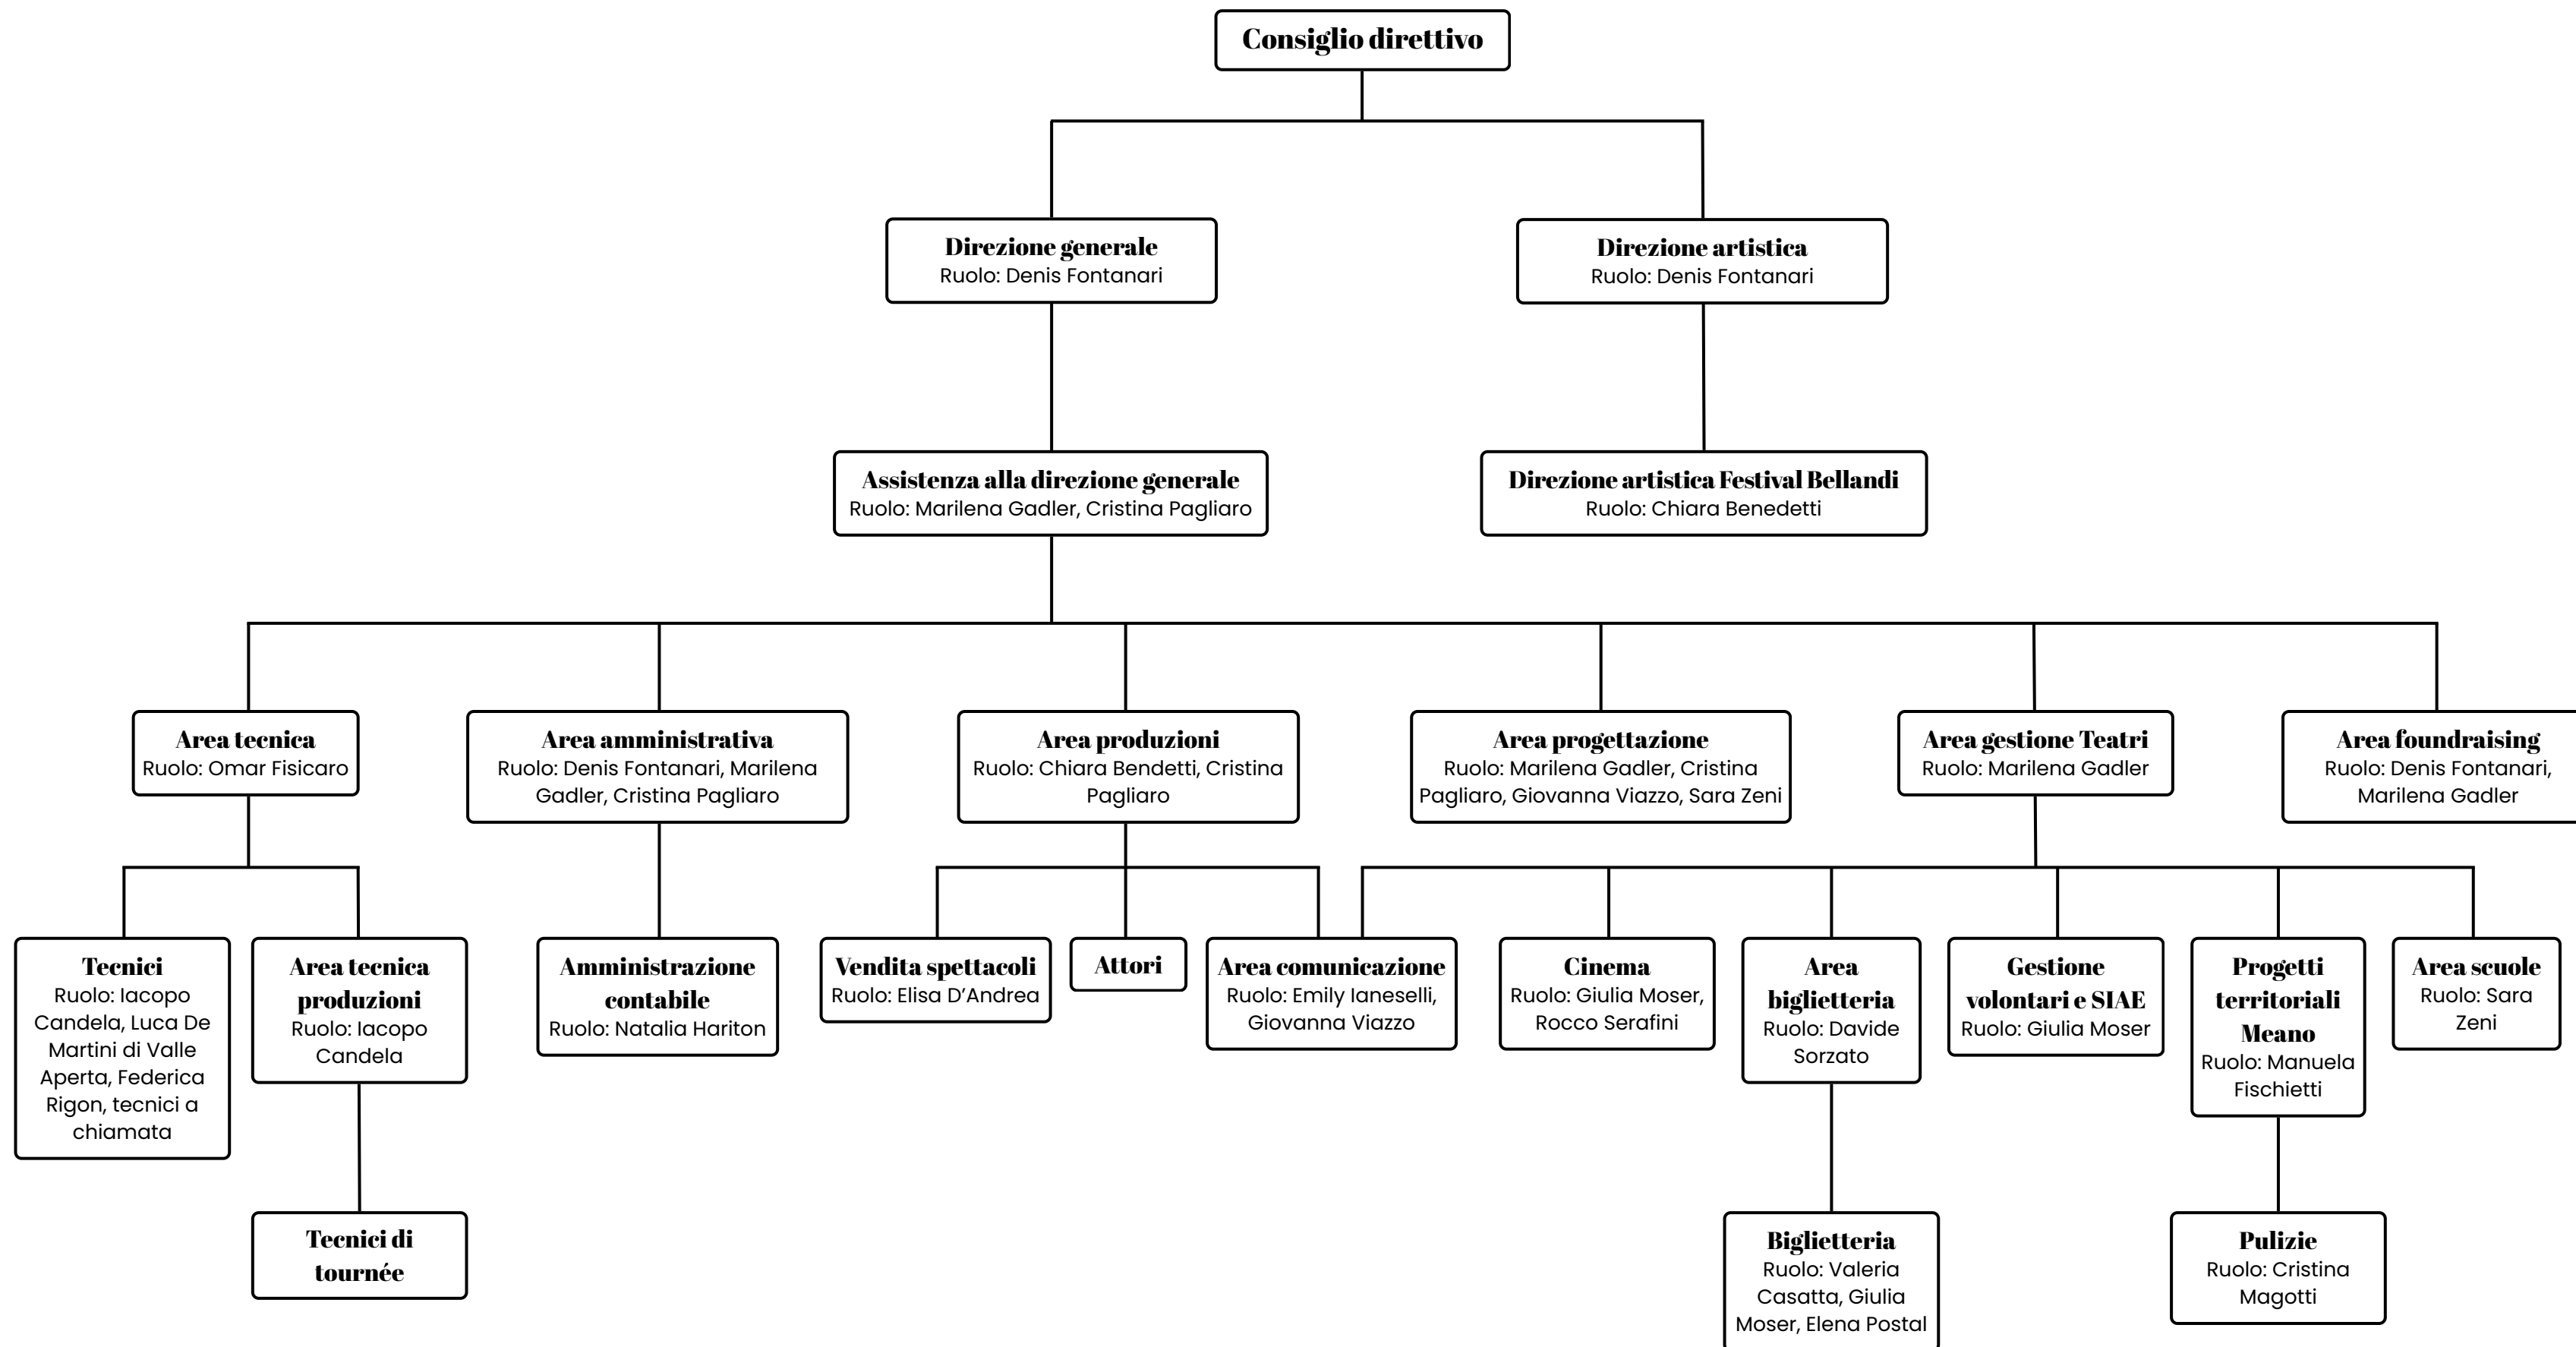 Consiglio direttivo
Direzione generale
Ruolo: Denis Fontanari
Direzione artistica
Ruolo: Denis Fontanari
Assistenza alla direzione generale
Ruolo: Marilena Gadler, Cristina Pagliaro
Direzione artistica Festival Bellandi
Ruolo: Chiara Benedetti
Area tecnica
Ruolo: Omar Fisicaro
Area amministrativa
Ruolo: Denis Fontanari, Marilena
Gadler, Cristina Pagliaro
Area produzioni
Ruolo: Chiara Bendetti, Cristina
Pagliaro
Area progettazione
Ruolo: Marilena Gadler, Cristina
Pagliaro, Giovanna Viazzo, Sara Zeni
Area gestione Teatri
Ruolo: Marilena Gadler
Area foundraising
Ruolo: Denis Fontanari,
Marilena Gadler
Tecnici
Ruolo: Iacopo
Candela, Luca De
Martini di Valle
Aperta, Federica
Rigon, tecnici a
chiamata
Area tecnica
produzioni
Ruolo: Iacopo
Candela
Amministrazione
contabile
Ruolo: Natalia Hariton
Vendita spettacoli
Ruolo: Elisa D’Andrea
Attori
Area comunicazione
Ruolo: Emily Ianeselli,
Giovanna Viazzo
Cinema
Ruolo: Giulia Moser,
Rocco Serafini
Area
biglietteria
Ruolo: Davide
Sorzato
Gestione
volontari e SIAE
Ruolo: Giulia Moser
Progetti
territoriali
Meano
Ruolo: Manuela
Fischietti
Area scuole
Ruolo: Sara
Zeni
Tecnici di
tournée
Biglietteria
Ruolo: Valeria
Casatta, Giulia
Moser, Elena Postal
Pulizie
Ruolo: Cristina
Magotti